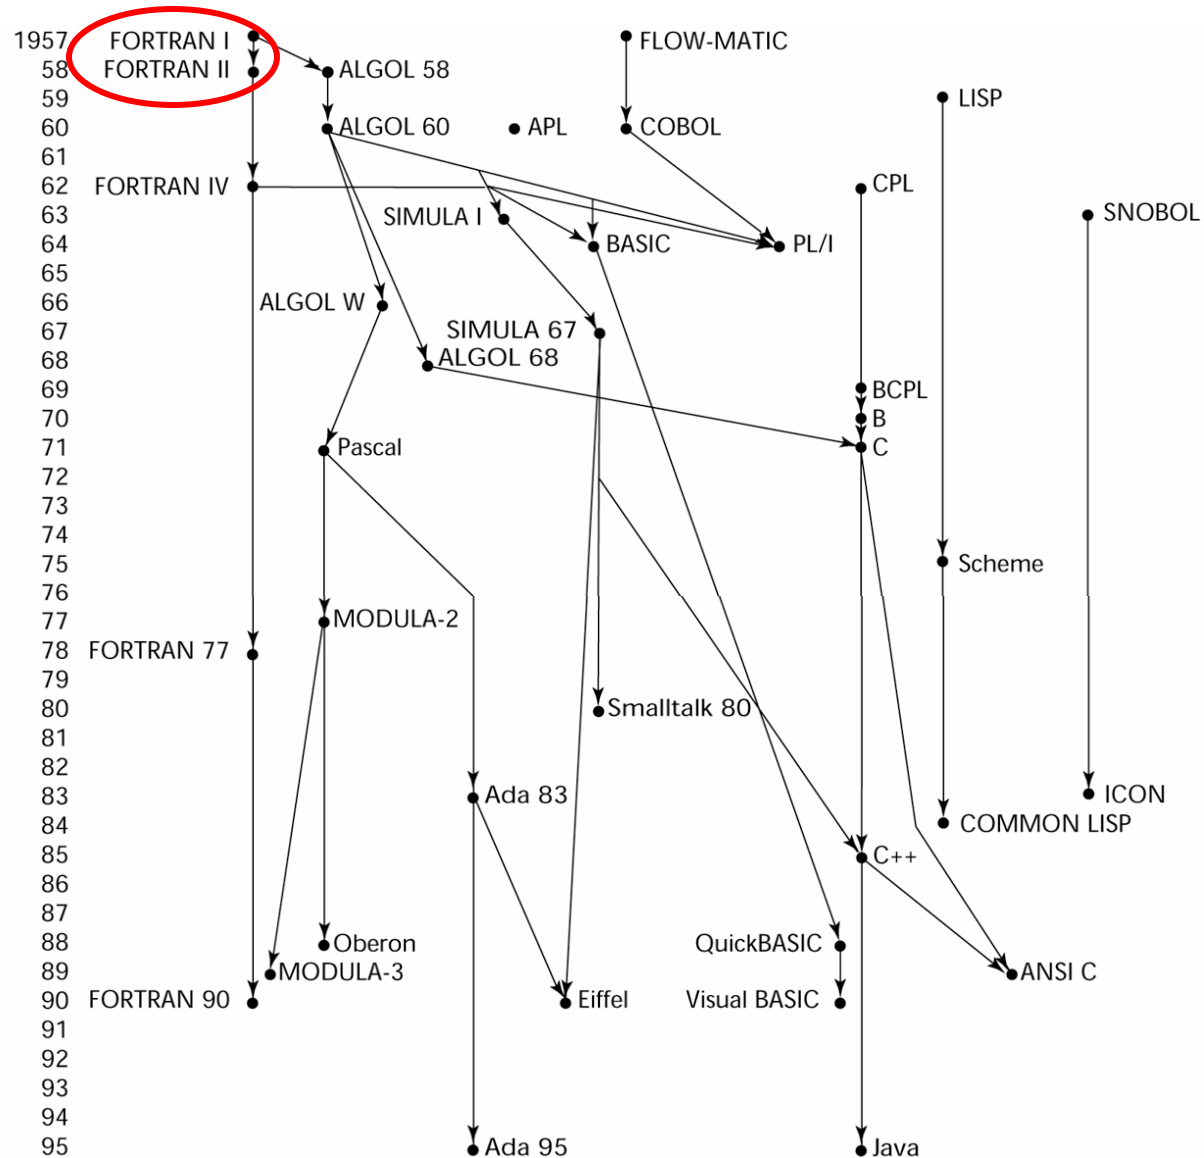 1957 FORTRAN I FLOW-MATIC
58 FORTRAN II ALGOL 58
59 LISP
60 ALGOL 60 APL COBOL
61
62 FORTRAN IV CPL
63 SIMULA I SNOBOL
64 BASIC PL/I
65
66 ALGOL W
67 SIMULA 67
68 ALGOL 68
69 BCPL
70 B
71 Pascal C
72
73
74
75 Scheme
76
77 MODULA-2
78 FORTRAN 77
79
80 Smalltalk 80
81
82
83 Ada 83 ICON
84 COMMON LISP
85 C++
86
87
88 Oberon QuickBASIC
89 MODULA-3 ANSI C
90 FORTRAN 90 Eiffel Visual BASIC
91
92
93
94
95 Ada 95 Java